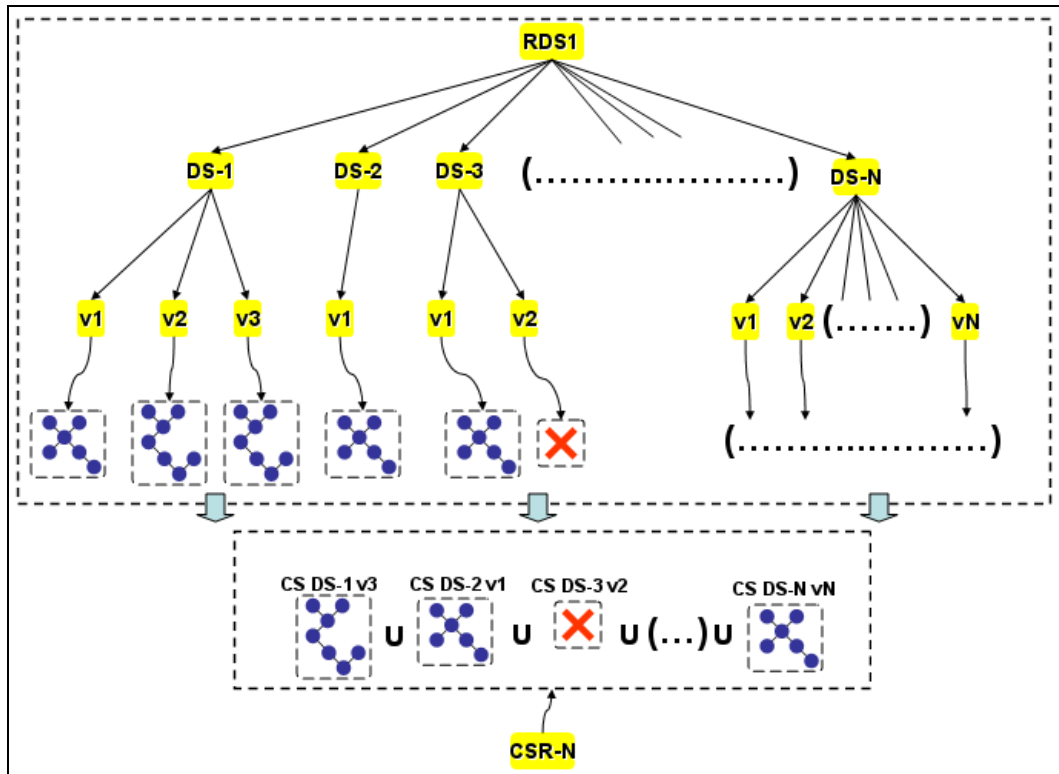 RDS1
DS-1 DS-2 DS-3 (......................) DS-N
v1 v2 v3 v1 v1 v2 v1 v2 (.......) vN
(......................)
CS DS-1 v3 CS DS-2 v1 CS DS-3 v2 CS DS-N vN
U U U (...) U
CSR-N